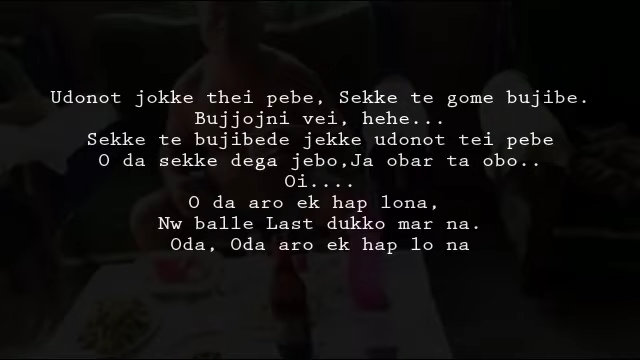 Udonot jokke thei pebe, Sekke te gome bujibe.
Bujjojni vei, hehe...
Sekke te bujibede jekke udonot tei pebe
O da sekke dega jebo,Ja obar ta obo..
Oi....
O da aro ek hap lona,
Nw balle Last dukko mar na.
Oda, Oda aro ek hap lo na